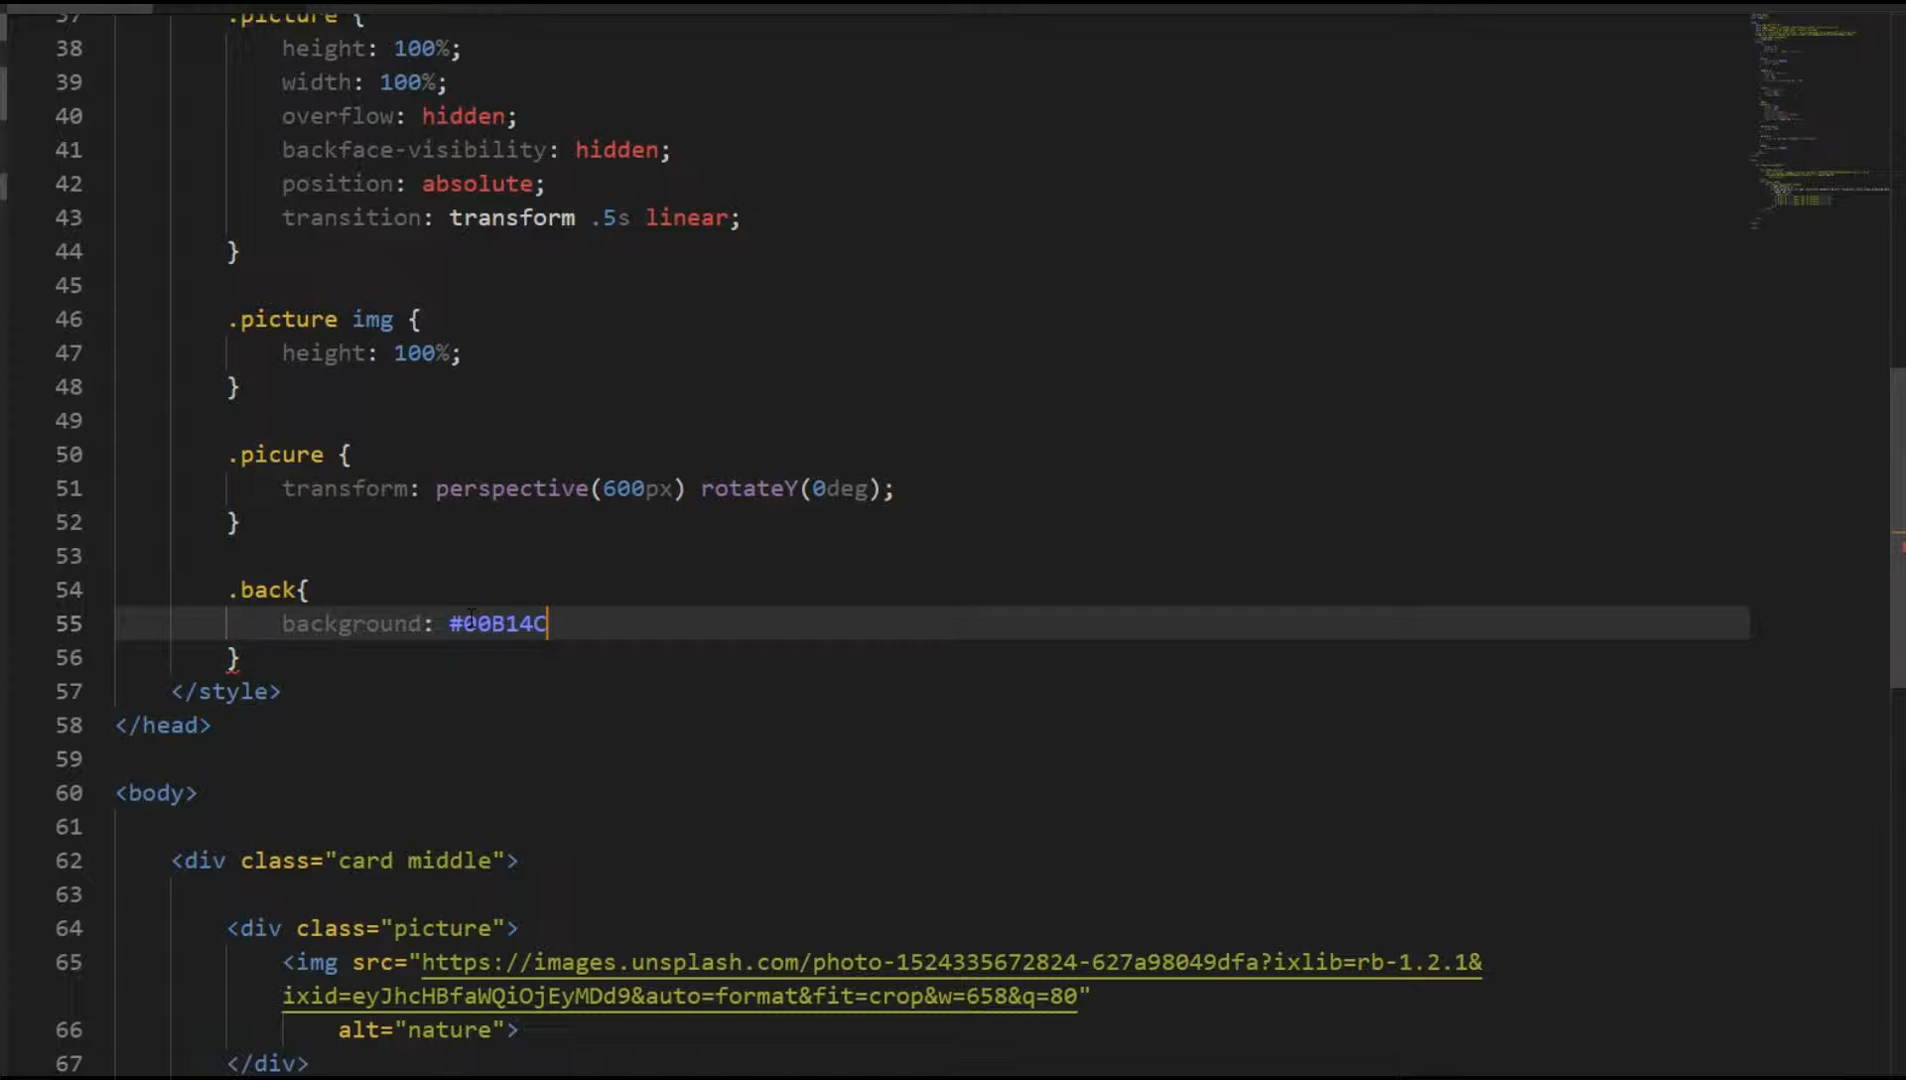 37 .picture {
38 height: 100%;
39 width: 100%;
40 overflow: hidden;
41 backface-visibility: hidden;
42 position: absolute;
43 transition: transform .5s linear;
44 }
45
46 .picture img {
47 height: 100%;
48 }
49
50 .picure {
51 transform: perspective(600px) rotateY(0deg);
52 }
53
54 .back{
55 background: #00B14C
56 }
57 </style>
58 </head>
59
60 <body>
61
62 <div class="card middle">
63
64 <div class="picture">
65 <img src="https://images.unsplash.com/photo-1524335672824-627a98049dfa?ixlib=rb-1.2.1&
ixid=eyJhcHBfaWQiOjEyMDd9&auto=format&fit=crop&w=658&q=80"
66 alt="nature">
67 </div>